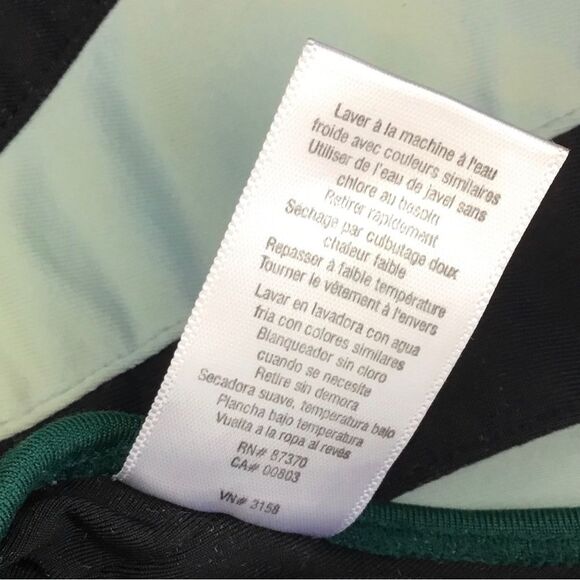 Laver à la machine à l'eau
froide avec couleurs similaires
Utiliser de l'eau de javel sans
chlore au besoin
Retirer rapidement
Séchage par culbutage doux
chaleur faible
Repasser à faible température
Tourner le vêtement à l'envers
Lavar en lavadora con agua
fria con colores similares
Blanqueador sin cloro
cuando se necesite
Retire sin demora
Secadora suave, temperatura bajo
Plancha bajo temperatura
Vuelta a la ropa al revés
RN# 87370
CA# 00803
VN# 3158